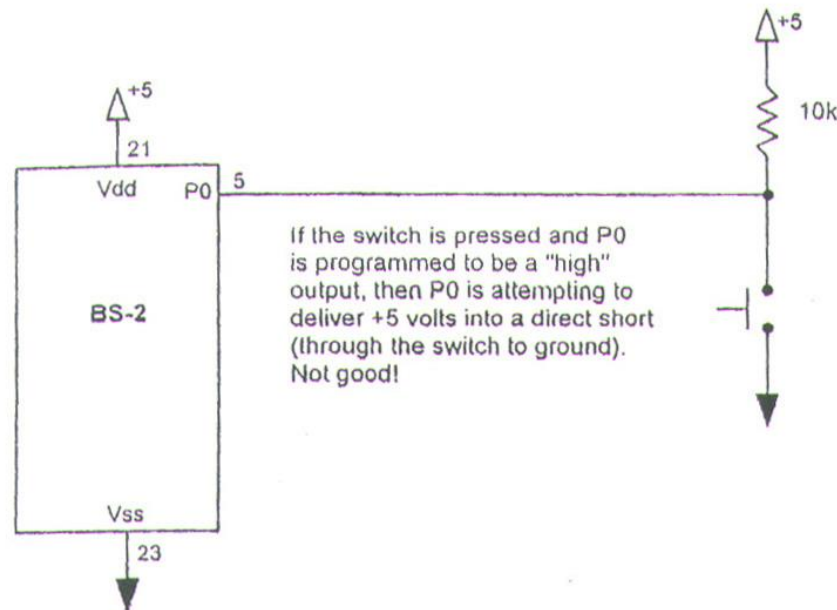 +5
10k
+5
21
Vdd
P0
5
If the switch is pressed and P0
is programmed to be a "high"
output, then P0 is attempting to
deliver +5 volts into a direct short
(through the switch to ground).
Not good!
BS-2
Vss
23